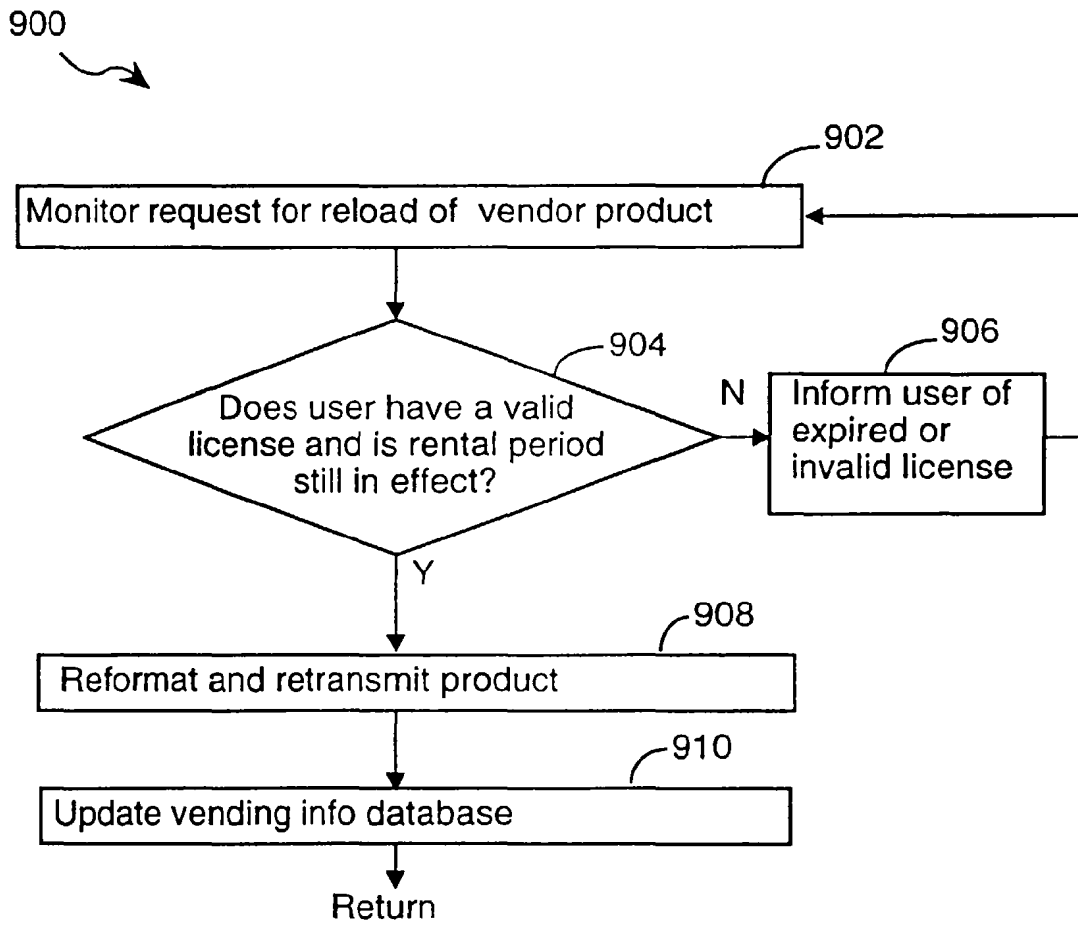 900
902
Monitor request for reload of vendor product
904
906
Does user have a valid
license and is rental period
still in effect?
N
Inform user of
expired or
invalid license
Y
908
Reformat and retransmit product
910
Update vending info database
Return